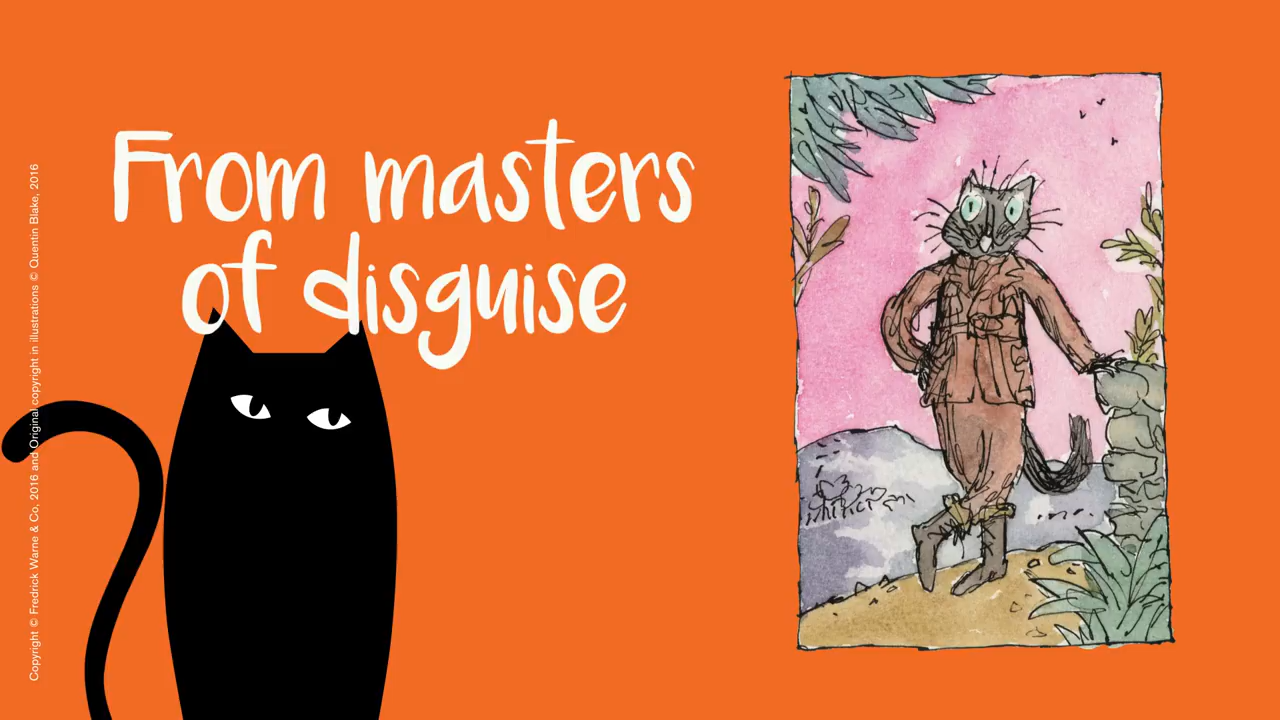 From masters
of disguise
Copyright © Fredrick Warne & Co. 2016 and Original copyright in illustrations © Quentin Blake, 2016